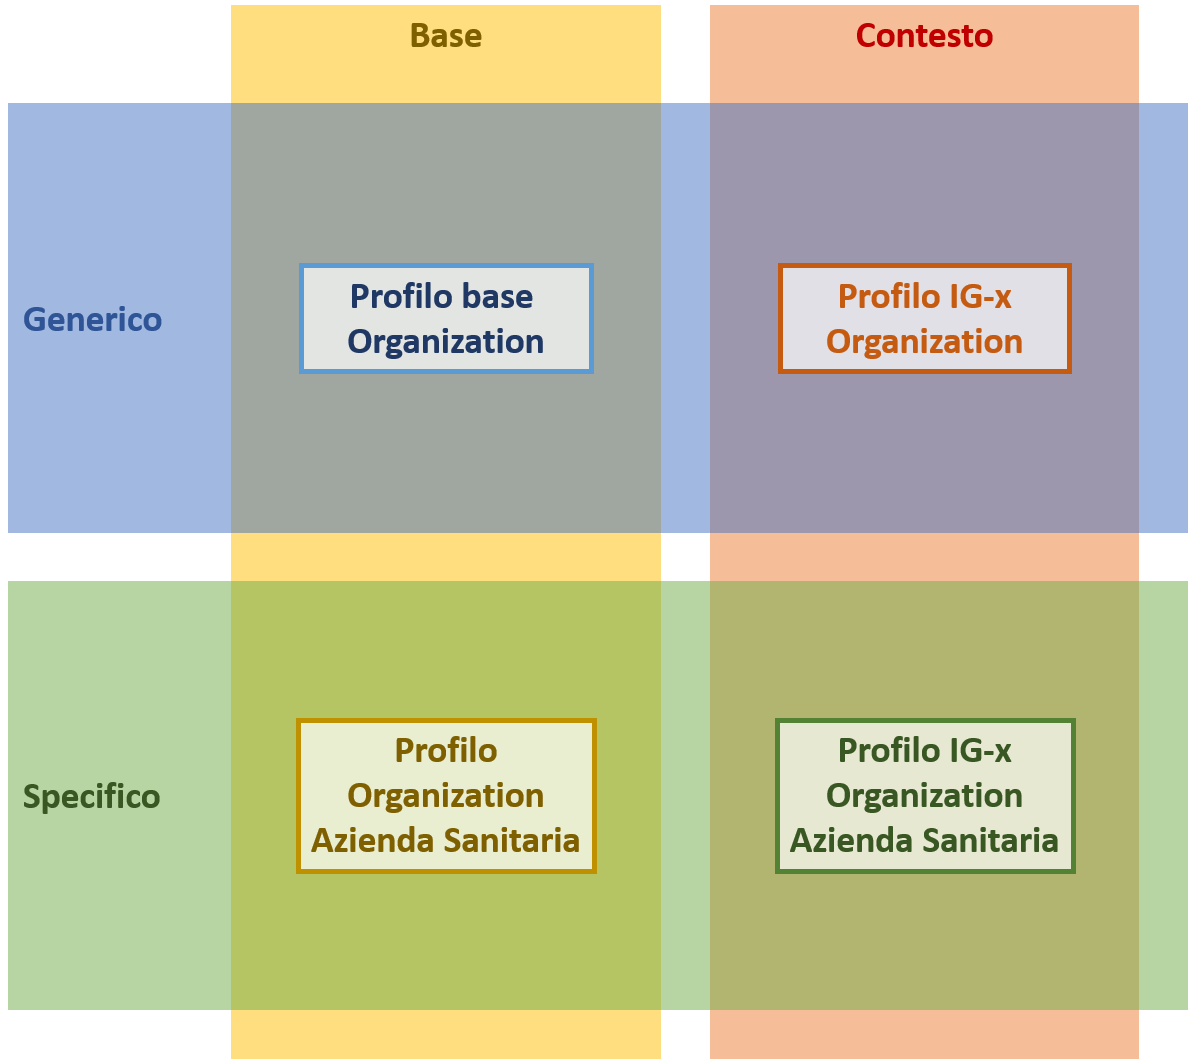 Base
Contesto
Generico
Profilo base
Organization
Profilo IG-x
Organization
Specifico
Profilo
Organization
Azienda Sanitaria
Profilo IG-x
Organization
Azienda Sanitaria